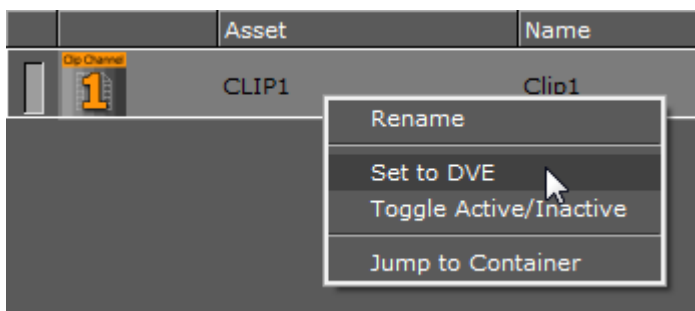 Asset Name
Clip Channel
1
CLIP1 Clip1
Rename
Set to DVE
Toggle Active/Inactive
Jump to Container